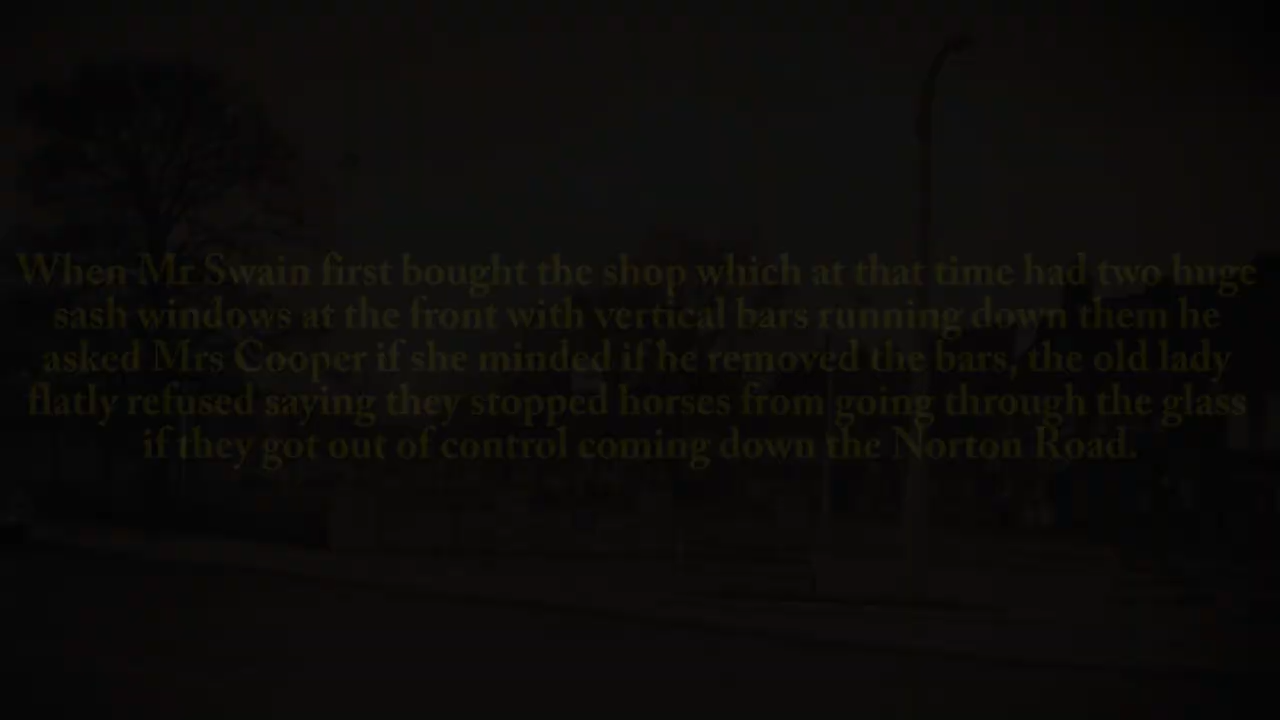 When Mr Swain first bought the shop which at that time had two huge
sash windows at the front with vertical bars running down them he
asked Mrs Cooper if she minded if he removed the bars, the old lady
flatly refused saying they stopped horses from going through the glass
if they got out of control coming down the Norton Road.